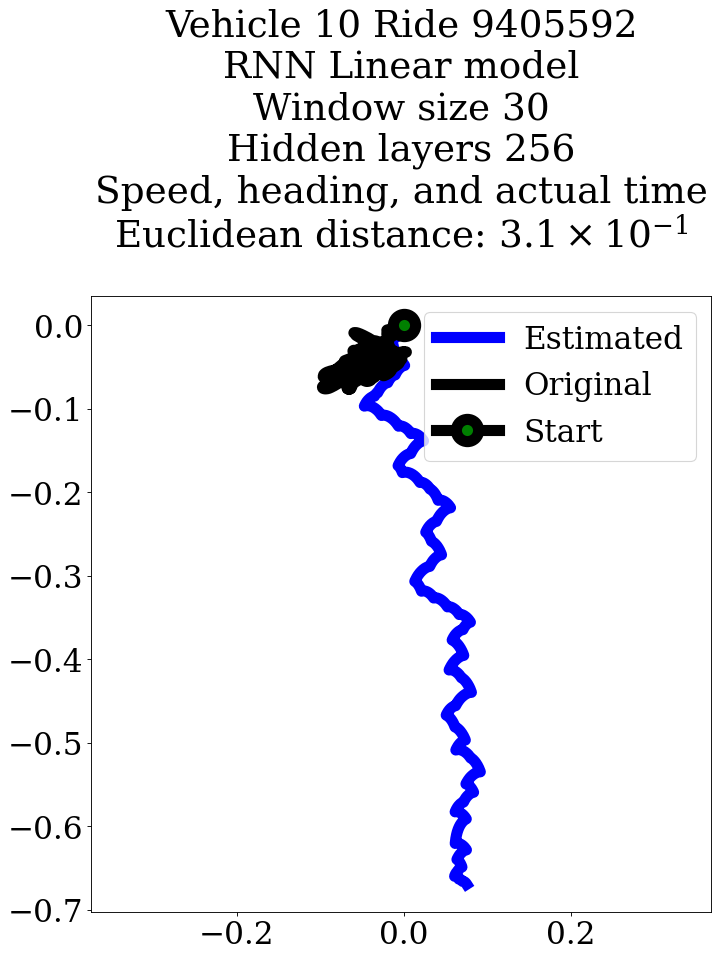 Vehicle 10 Ride 9405592
RNN Linear model
Window size 30
Hidden layers 256
Speed, heading, and actual time
Euclidean distance: 3.1 × 10⁻¹
Estimated
Original
Start
0.0
−0.1
−0.2
−0.3
−0.4
−0.5
−0.6
−0.7
−0.2
0.0
0.2